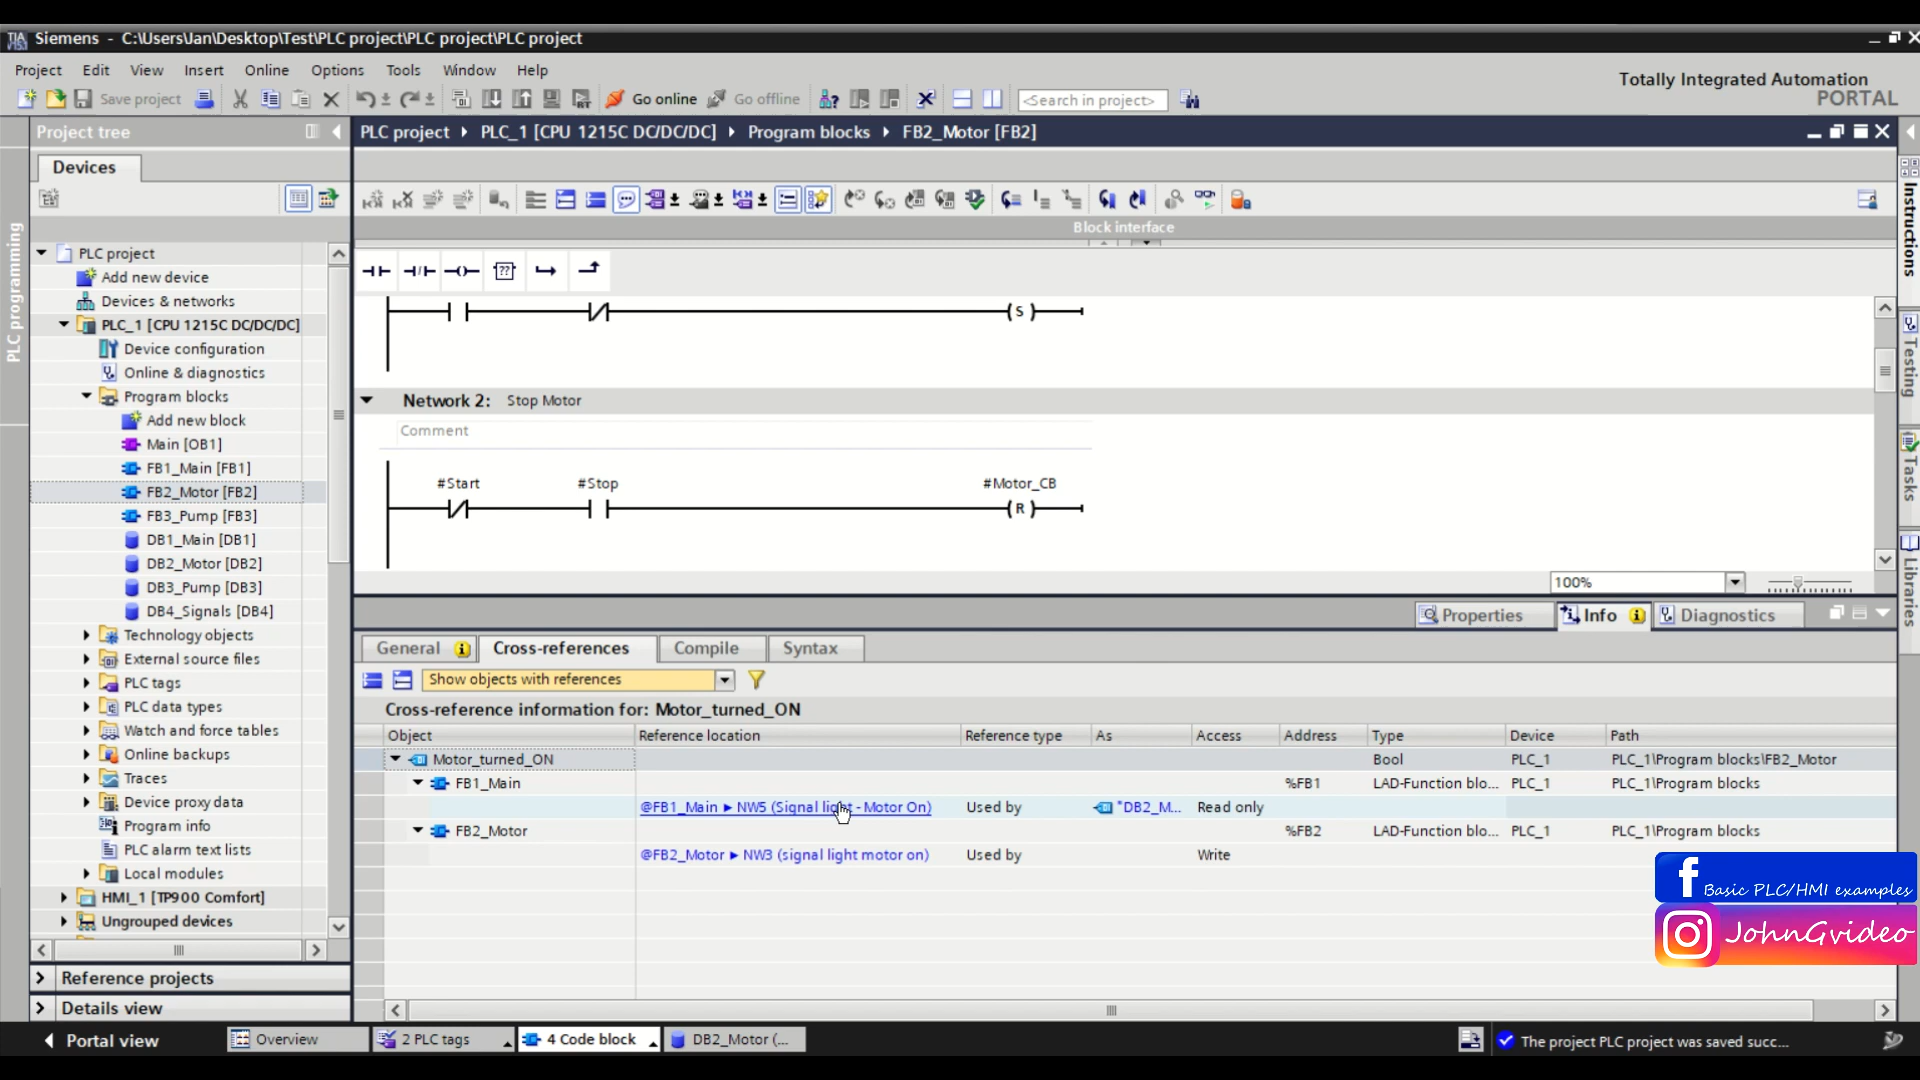 Siemens - C:\Users\Jan\Desktop\Test\PLC project\PLC project\PLC project
Project Edit View Insert Online Options Tools Window Help
Totally Integrated Automation
PORTAL
Save project
Go online
Go offline
<Search in project>
Project tree
PLC project ▸ PLC_1 [CPU 1215C DC/DC/DC] ▸ Program blocks ▸ FB2_Motor [FB2]
Devices
Block interface
PLC programming
PLC project
Add new device
Devices & networks
PLC_1 [CPU 1215C DC/DC/DC]
Device configuration
Online & diagnostics
Program blocks
Add new block
Main [OB1]
FB1_Main [FB1]
FB2_Motor [FB2]
FB3_Pump [FB3]
DB1_Main [DB1]
DB2_Motor [DB2]
DB3_Pump [DB3]
DB4_Signals [DB4]
Technology objects
External source files
PLC tags
PLC data types
Watch and force tables
Online backups
Traces
Device proxy data
Program info
PLC alarm text lists
Local modules
HMI_1 [TP900 Comfort]
Ungrouped devices
Reference projects
Details view
??
S
Network 2: Stop Motor
Comment
#Start #Stop #Motor_CB
R
100%
Instructions
Testing
Tasks
Libraries
Properties Info Diagnostics
General Cross-references Compile Syntax
Show objects with references
Cross-reference information for: Motor_turned_ON
Object Reference location Reference type As Access Address Type Device Path
Motor_turned_ON Bool PLC_1 PLC_1\Program blocks\FB2_Motor
FB1_Main %FB1 LAD-Function blo... PLC_1 PLC_1\Program blocks
@FB1_Main ▸ NW5 (Signal light - Motor On) Used by "DB2_M... Read only
FB2_Motor %FB2 LAD-Function blo... PLC_1 PLC_1\Program blocks
@FB2_Motor ▸ NW3 (signal light motor on) Used by Write
Basic PLC/HMI examples
JohnGvideo
Portal view
Overview
2 PLC tags
4 Code block
DB2_Motor (...
The project PLC project was saved succ...